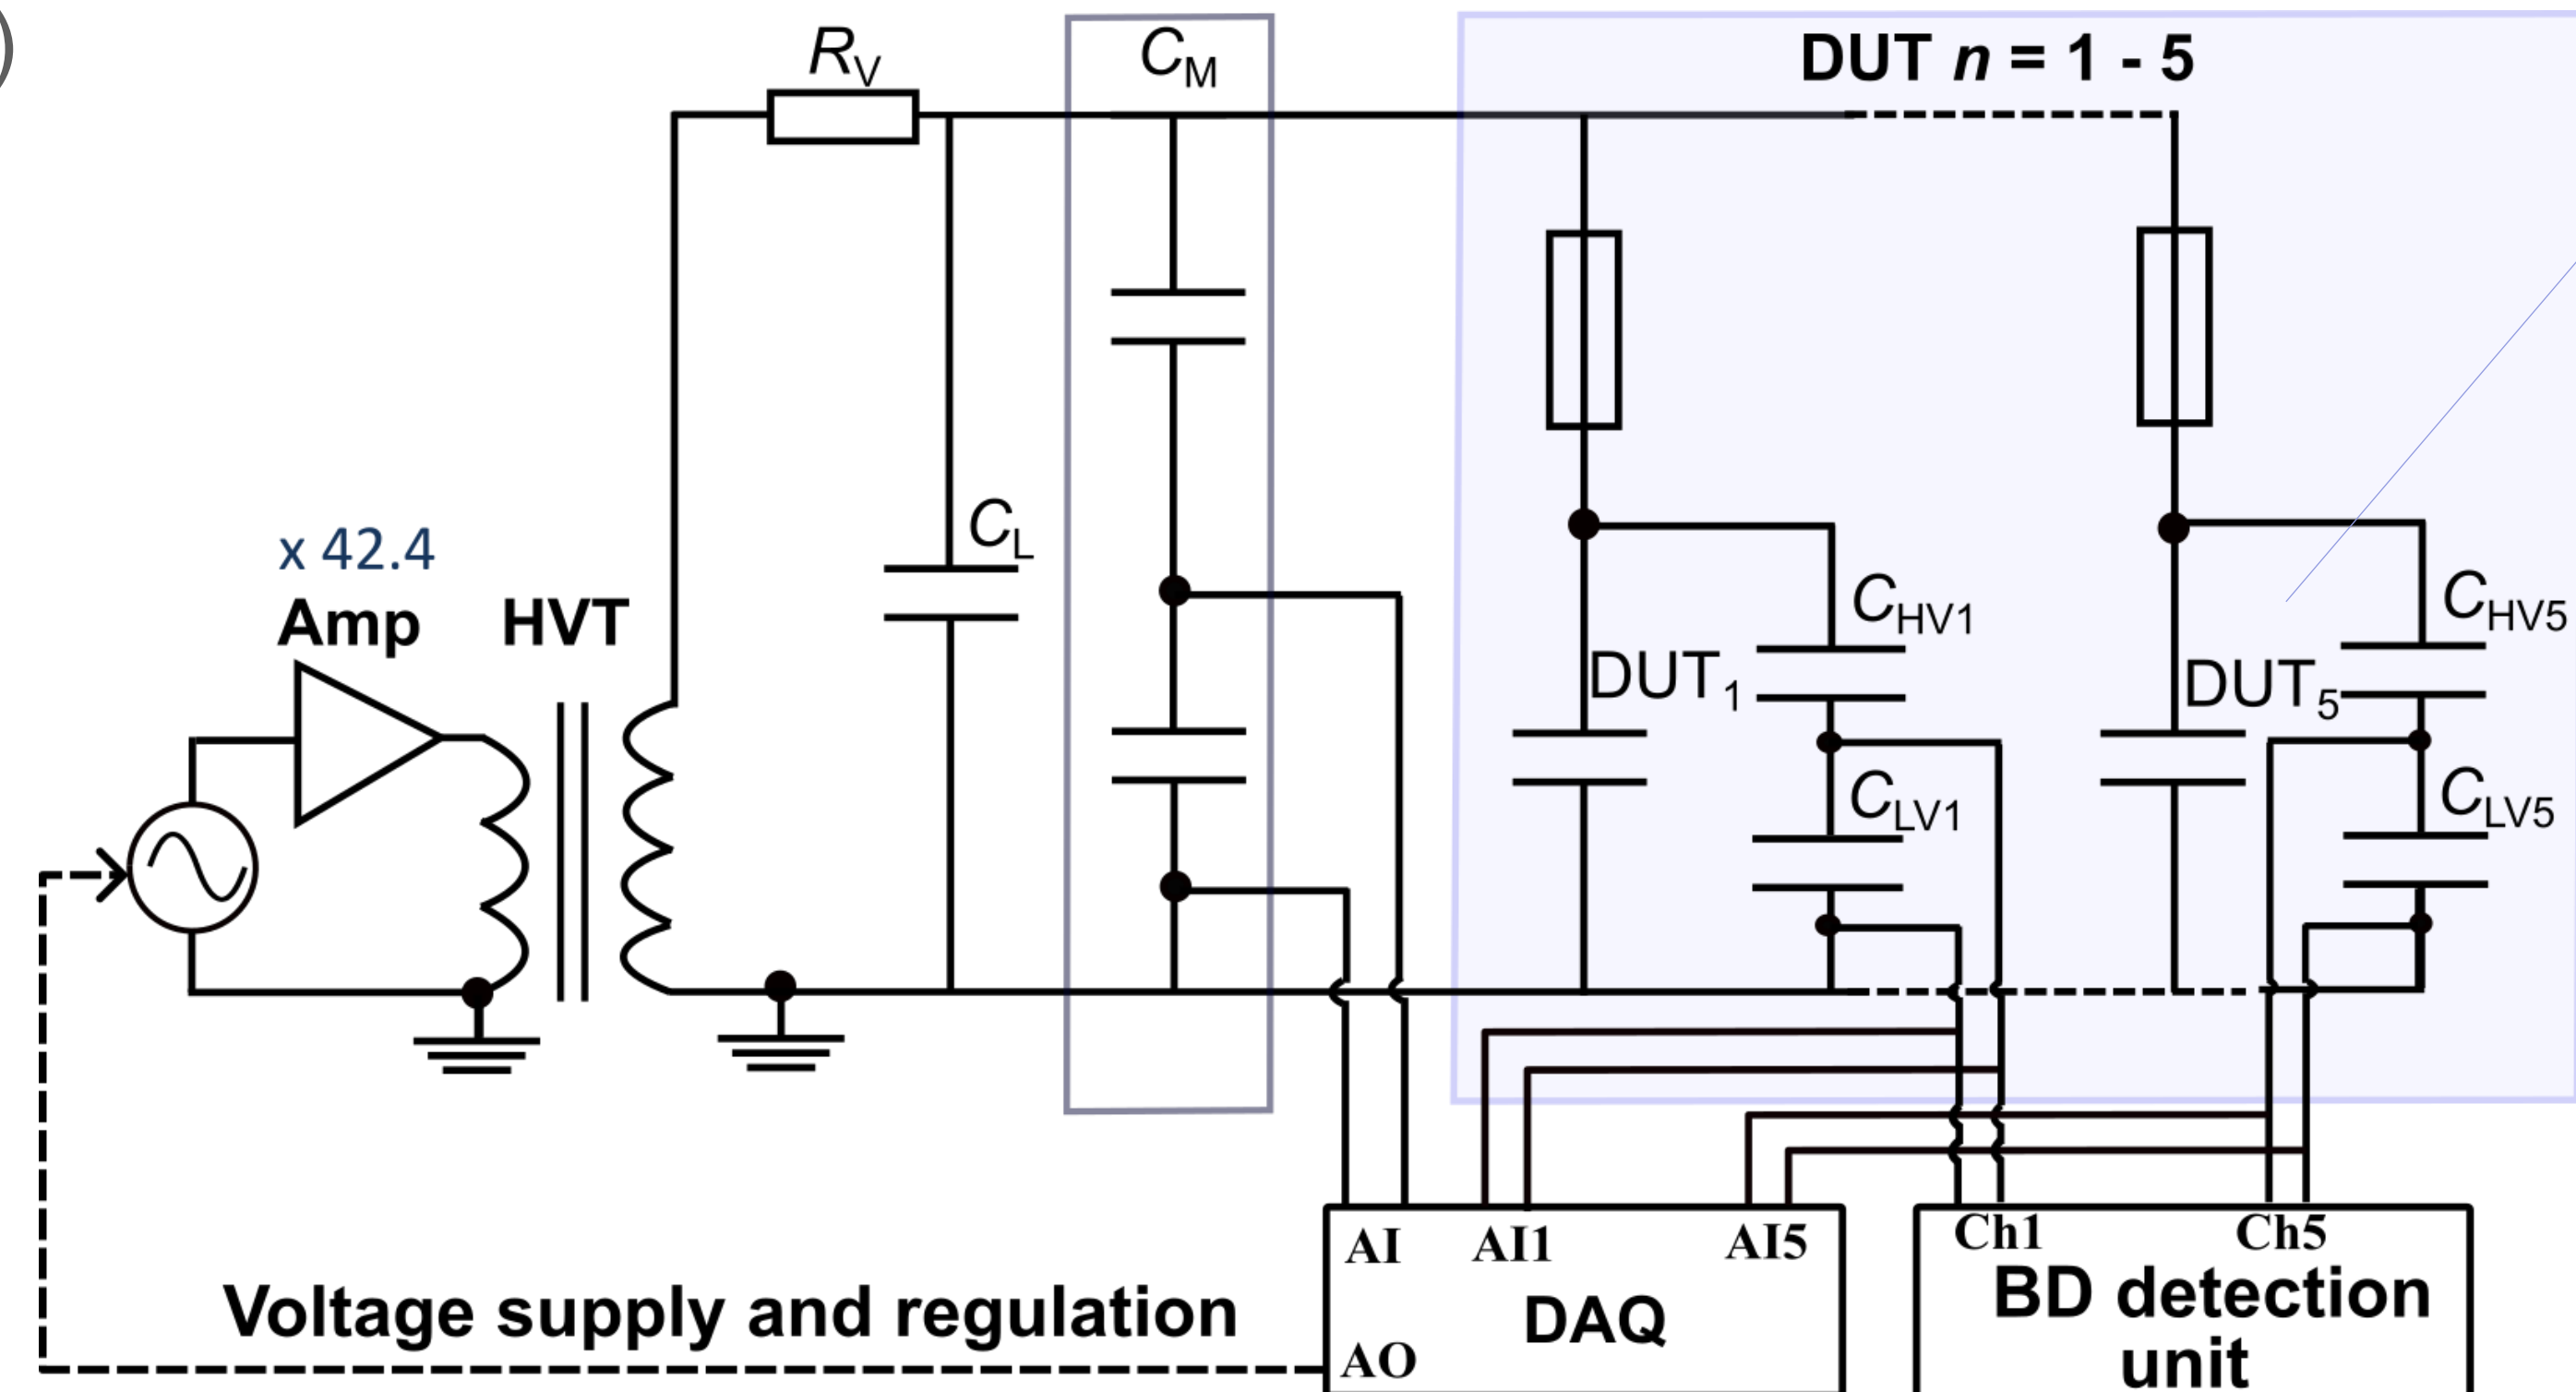 )
R_V
C_M
DUT n = 1 - 5
C_L
x 42.4
Amp
HVT
C_HV1
C_HV5
DUT_1
DUT_5
C_LV1
C_LV5
AI
AI1
AI5
Ch1
Ch5
Voltage supply and regulation
DAQ
BD detection
unit
AO